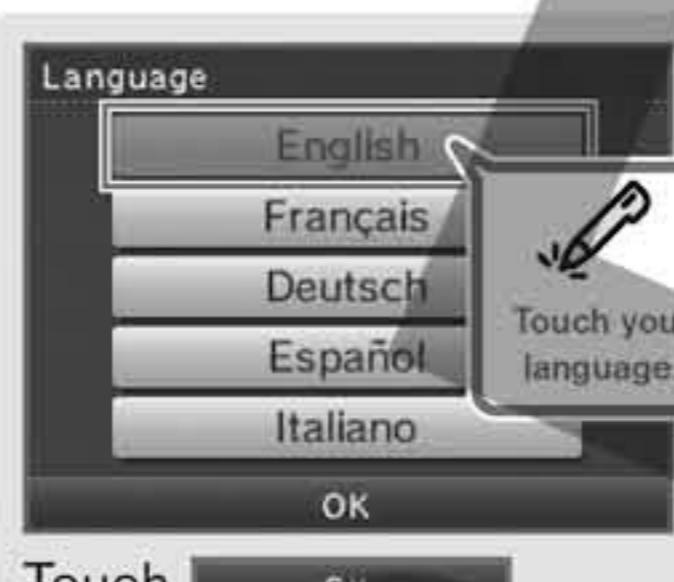 Language
English
Français
Deutsch
Español
Italiano
Touch you
language
OK
Touch